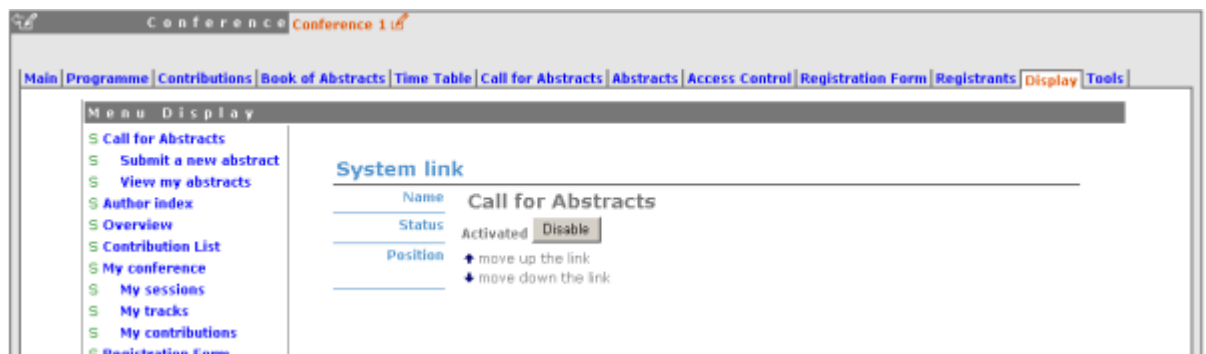 Conference Conference 1
Main Programme Contributions Book of Abstracts Time Table Call for Abstracts Abstracts Access Control Registration Form Registrants Display Tools
Menu Display
S Call for Abstracts
S Submit a new abstract
S View my abstracts
S Author index
S Overview
S Contribution List
S My conference
S My sessions
S My tracks
S My contributions
S Registration Form
System link
Name Call for Abstracts
Status Activated Disable
Position move up the link
move down the link